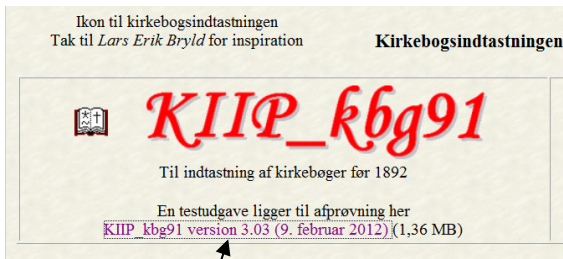 Ikon til kirkebogsindtastningen
Tak til Lars Erik Bryld for inspiration
Kirkebogsindtastningen
KIIP_kbg91
Til indtastning af kirkebøger før 1892
En testudgave ligger til afprøvning her
KIIP_kbg91 version 3.03 (9. februar 2012) (1,36 MB)